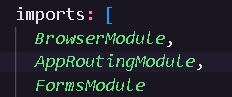 imports: [
BrowserModule,
AppRoutingModule,
FormsModule